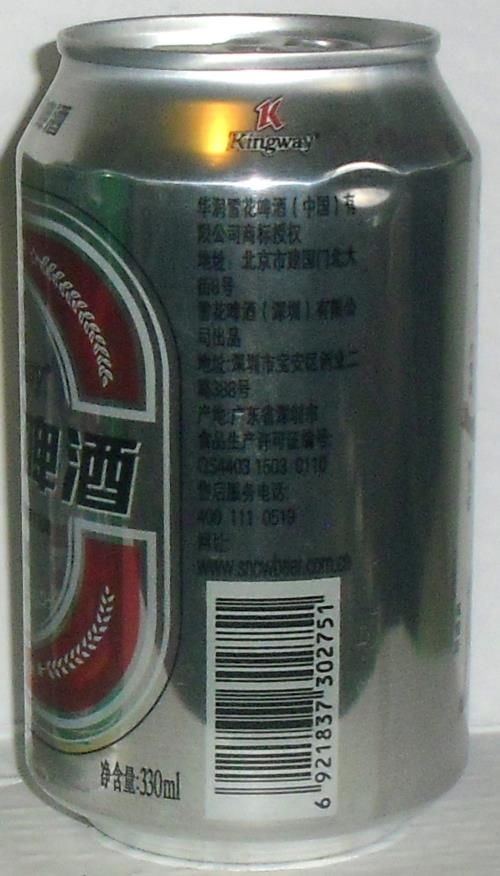 Kingway
华润雪花啤酒（中国）有
限公司商标授权
地址：北京市建国门北大
街8号
雪花啤酒（深圳）有限公
司出品
地址:深圳市宝安区创业二
路388号
产地:广东省深圳市
食品生产许可证编号:
QS4403 1503 0110
售后服务电话:
400 111 0519
网址:
www.snowbeer.com.cn
啤酒
净含量:330ml
6 921837 302751